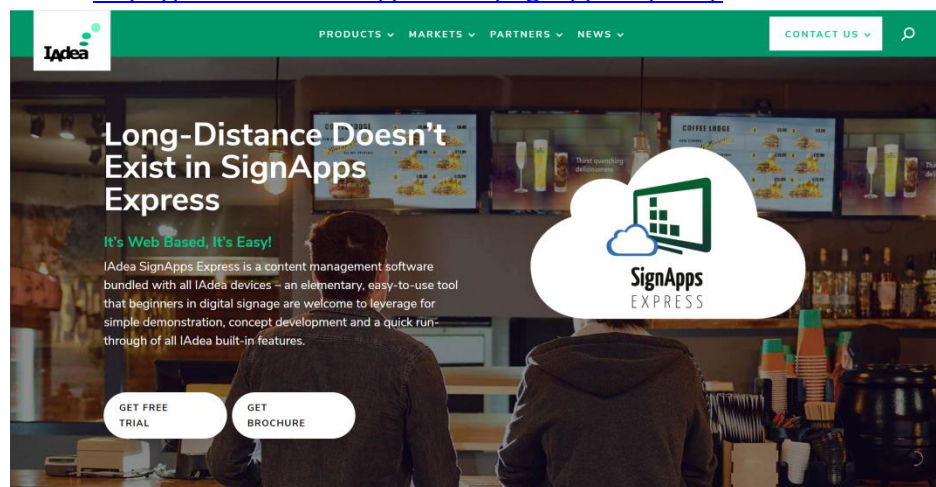 IAdea
PRODUCTS MARKETS PARTNERS NEWS
CONTACT US
Long-Distance Doesn't
Exist in SignApps
Express
It's Web Based, It's Easy!
IAdea SignApps Express is a content management software
bundled with all IAdea devices – an elementary, easy-to-use tool
that beginners in digital signage are welcome to leverage for
simple demonstration, concept development and a quick run-
through of all IAdea built-in features.
GET FREE
TRIAL
GET
BROCHURE
COFFEE LODGE
Thirst quenching
deliciousness
SignApps
EXPRESS